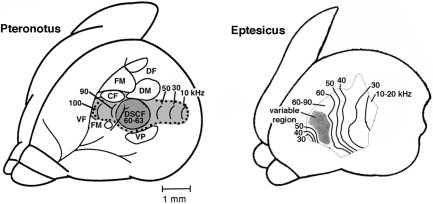 Pteronotus
DF
FM
90
CF
DM
50 30 10 kHz
100
DSCF
60-63
VF
FM
VP
1 mm
Eptesicus
50 40
60
30
60-90
10-20 kHz
variable
region
50
40
30